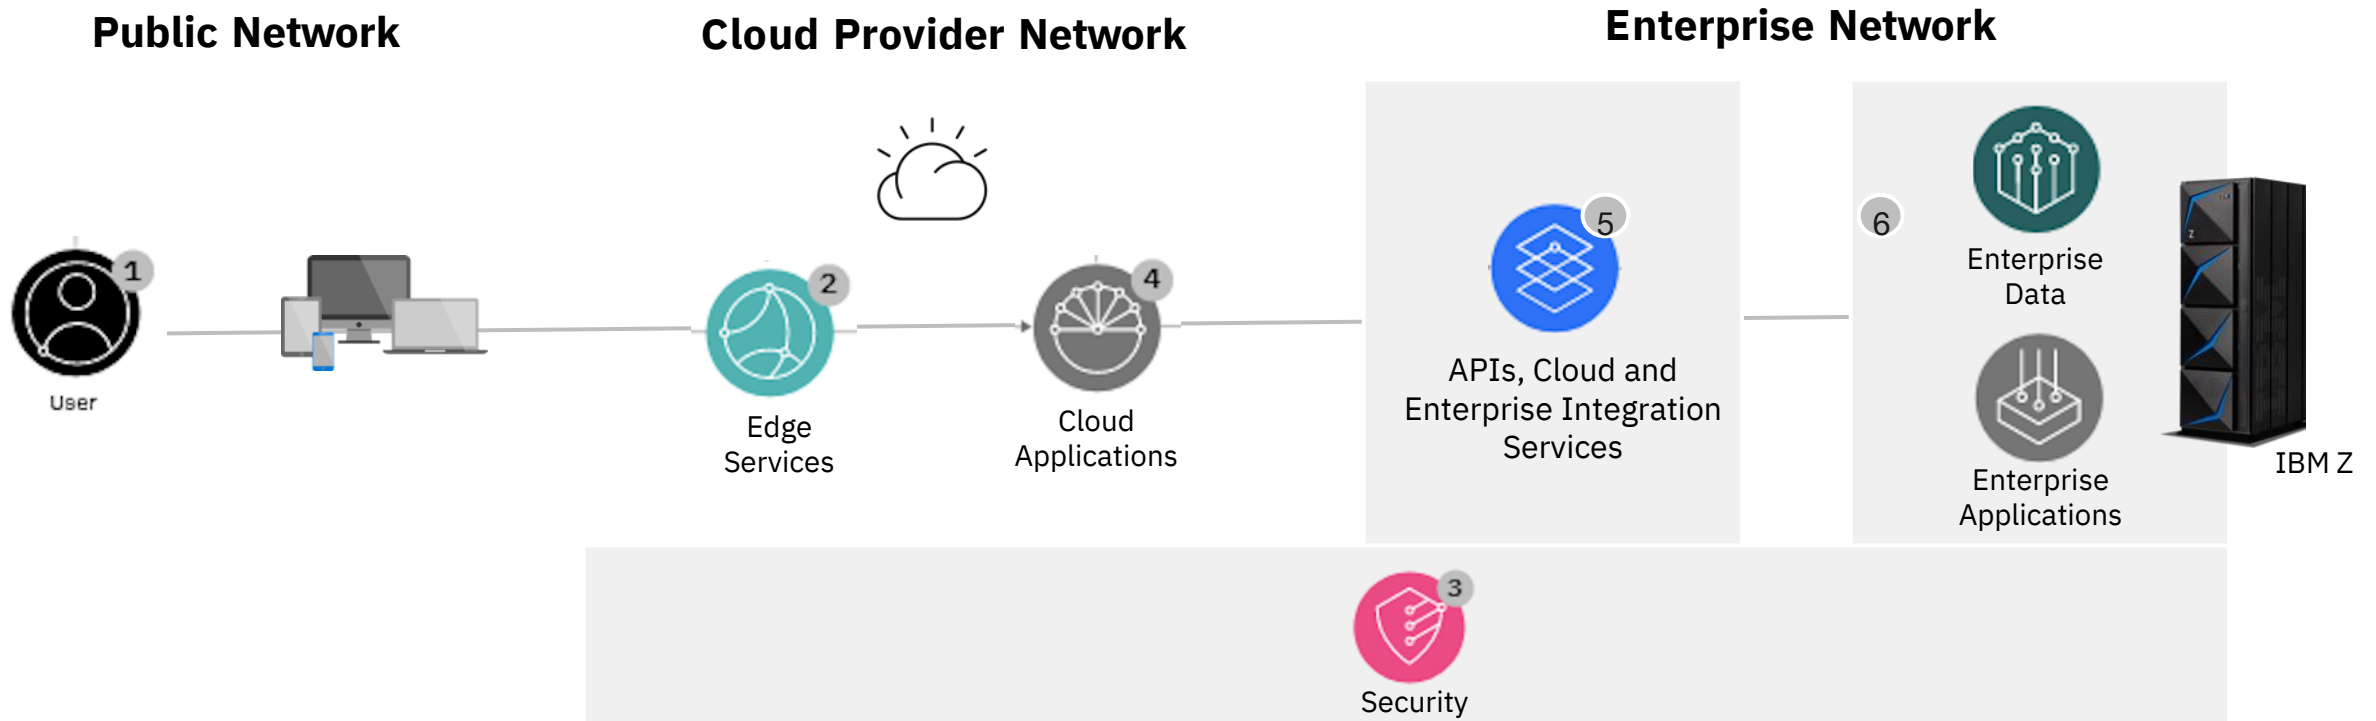 Public Network
Cloud Provider Network
Enterprise Network
1
User
2
Edge
Services
4
Cloud
Applications
5
APIs, Cloud and
Enterprise Integration
Services
6
Enterprise
Data
Enterprise
Applications
Z
IBM Z
3
Security